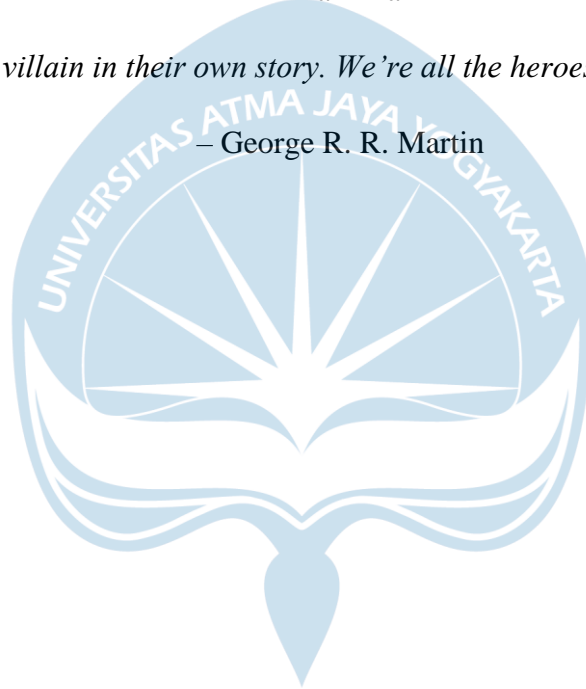 villain in their own story. We’re all the heroes
– George R. R. Martin
UNIVERSITAS ATMA JAYA YOGYAKARTA